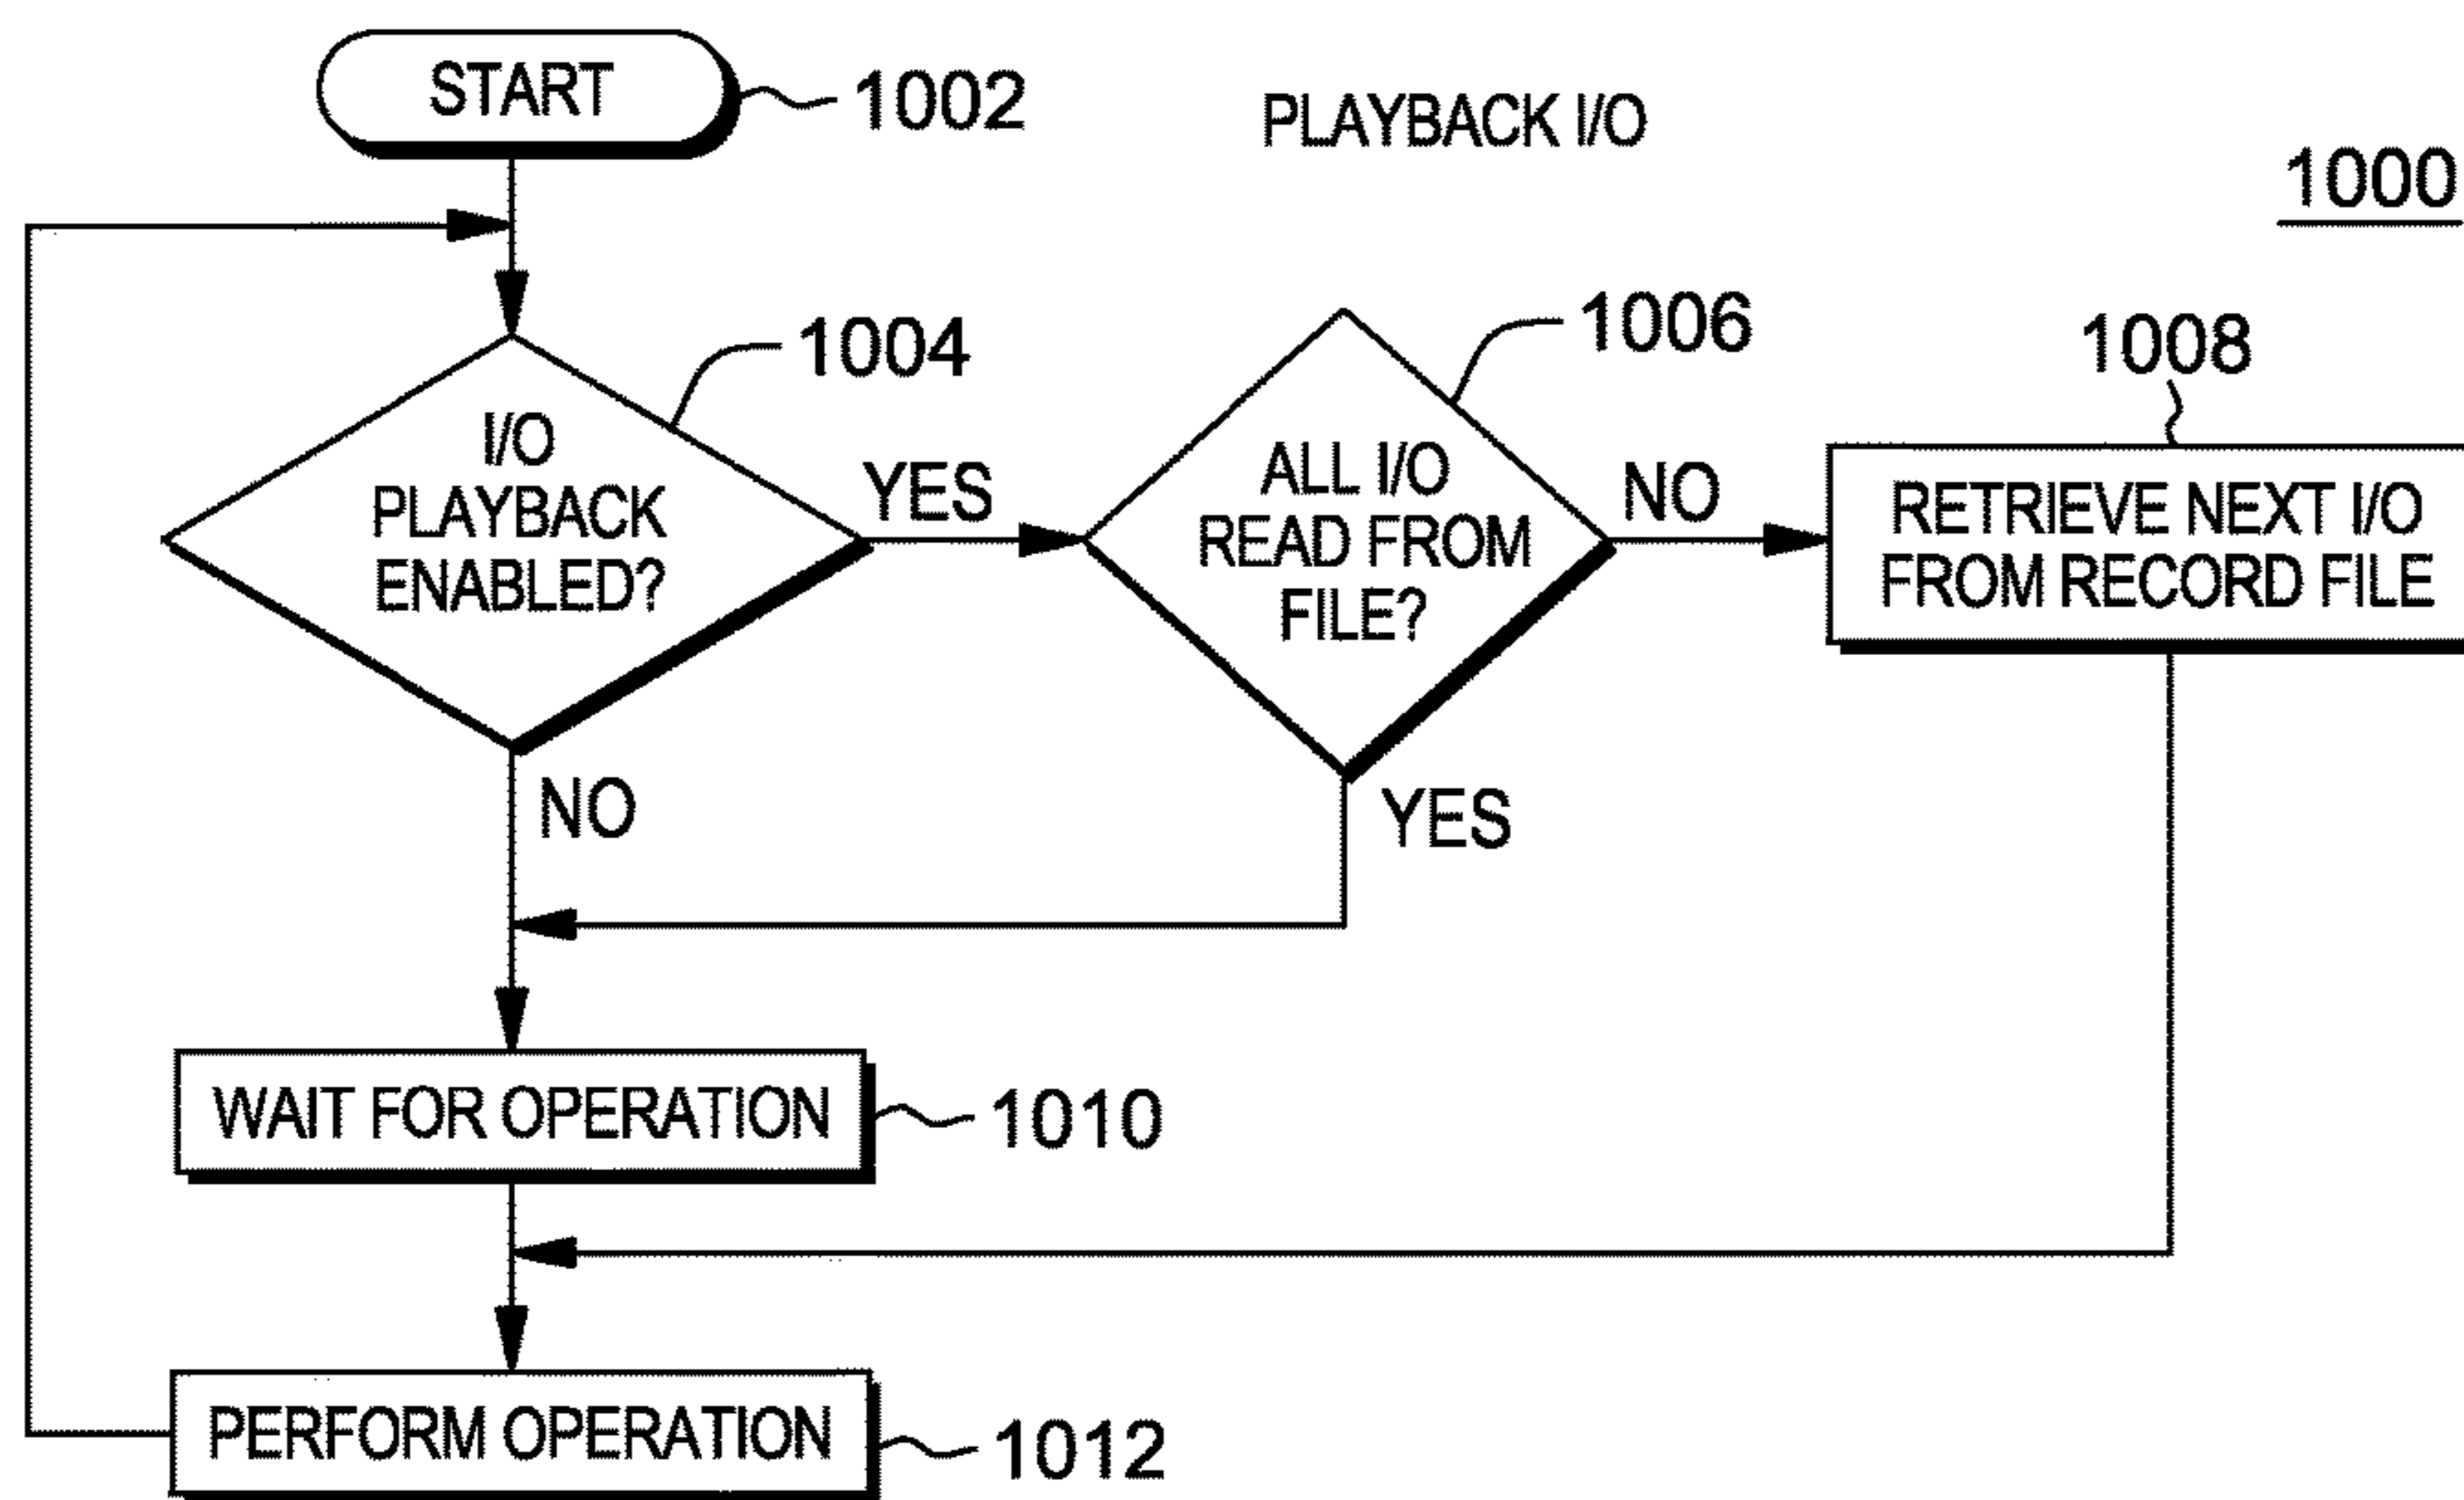 START
1002
PLAYBACK I/O
1000
1004
I/O
PLAYBACK
ENABLED?
YES
1006
ALL I/O
READ FROM
FILE?
NO
1008
RETRIEVE NEXT I/O
FROM RECORD FILE
NO
YES
WAIT FOR OPERATION
1010
PERFORM OPERATION
1012